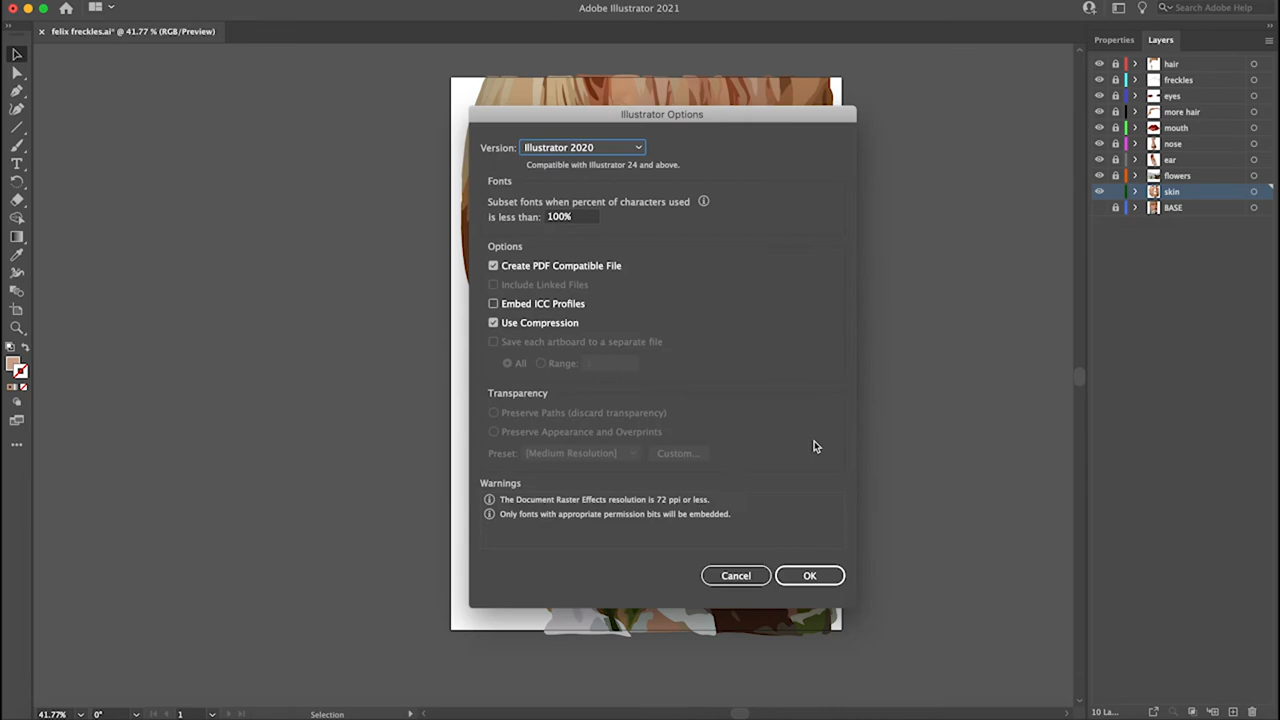 Adobe Illustrator 2021
Search Adobe Help
felix freckles.ai* @ 41.77 % (RGB/Preview)
Properties
Layers
hair
freckles
eyes
more hair
mouth
nose
ear
flowers
skin
BASE
Illustrator Options
Version: Illustrator 2020
Compatible with Illustrator 24 and above.
Fonts
Subset fonts when percent of characters used
is less than: 100%
Options
Create PDF Compatible File
Include Linked Files
Embed ICC Profiles
Use Compression
Save each artboard to a separate file
All Range: 1
Transparency
Preserve Paths (discard transparency)
Preserve Appearance and Overprints
Preset: [Medium Resolution] Custom...
Warnings
The Document Raster Effects resolution is 72 ppi or less.
Only fonts with appropriate permission bits will be embedded.
Cancel OK
41.77% 0° 1 Selection
10 La...